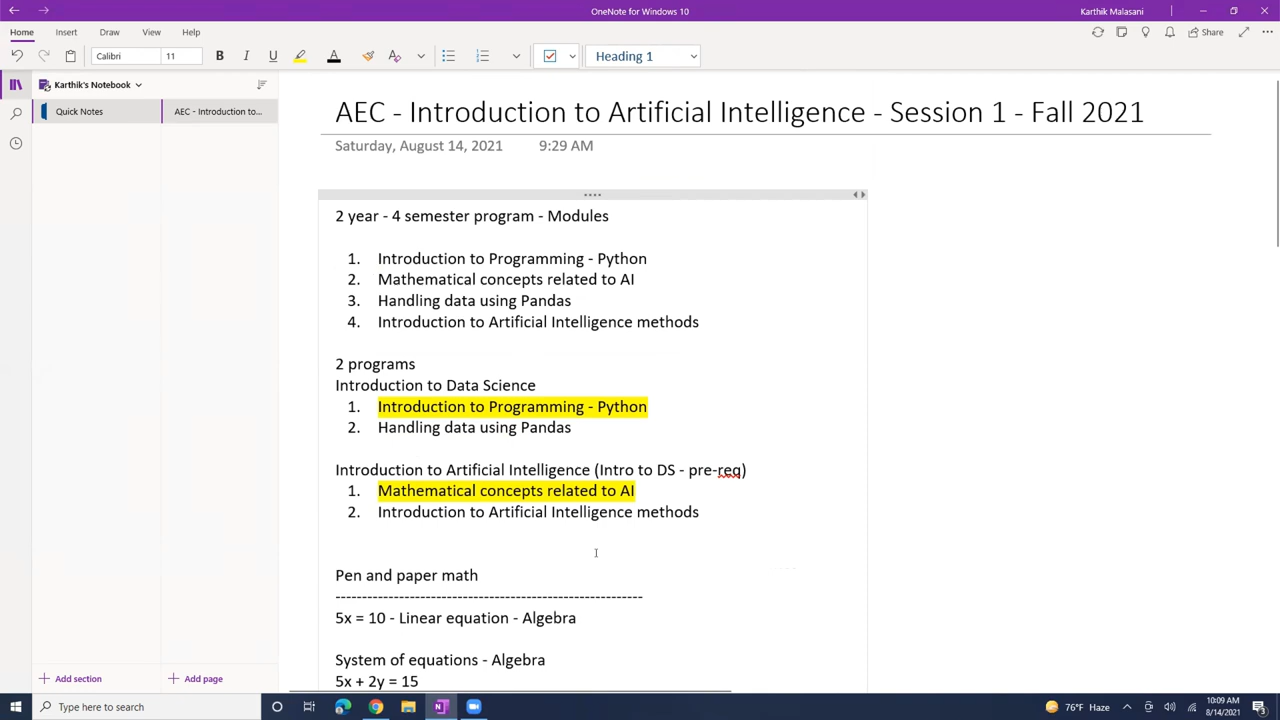 OneNote for Windows 10
Karthik Malasani
Home Insert Draw View Help
Share
Calibri 11 B I U A Heading 1
Karthik's Notebook
Quick Notes
AEC - Introduction to...
AEC - Introduction to Artificial Intelligence - Session 1 - Fall 2021
Saturday, August 14, 2021 9:29 AM
2 year - 4 semester program - Modules
1. Introduction to Programming - Python
2. Mathematical concepts related to AI
3. Handling data using Pandas
4. Introduction to Artificial Intelligence methods
2 programs
Introduction to Data Science
1. Introduction to Programming - Python
2. Handling data using Pandas
Introduction to Artificial Intelligence (Intro to DS - pre-req)
1. Mathematical concepts related to AI
2. Introduction to Artificial Intelligence methods
Pen and paper math
-----------------------------------------------------------
5x = 10 - Linear equation - Algebra
System of equations - Algebra
5x + 2y = 15
+ Add section
+ Add page
Type here to search
76°F Haze
10:09 AM
8/14/2021
3